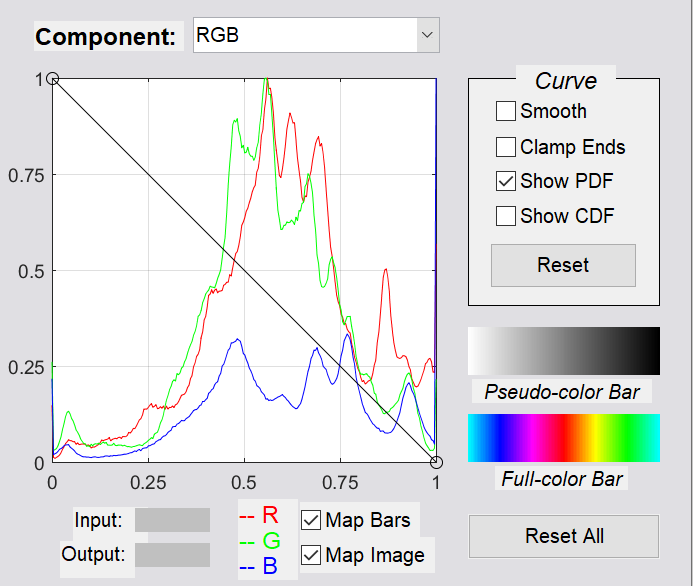 Component: RGB
Curve
Smooth
Clamp Ends
Show PDF
Show CDF
Reset
1
0.75
0.5
0.25
0
0 0.25 0.5 0.75 1
Pseudo-color Bar
Full-color Bar
Input:
Output:
-- R
-- G
-- B
Map Bars
Map Image
Reset All